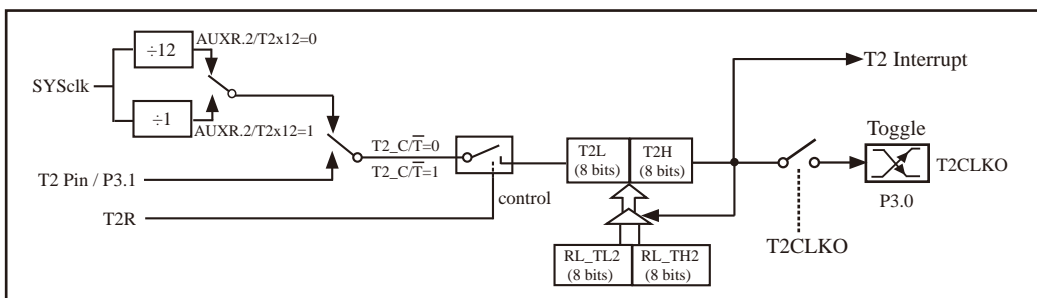 ÷12
AUXR.2/T2x12=0
SYSclk
÷1
AUXR.2/T2x12=1
T2 Pin / P3.1
T2R
T2_C/T̅=0
T2_C/T̅=1
control
T2L
(8 bits)
T2H
(8 bits)
RL_TL2
(8 bits)
RL_TH2
(8 bits)
T2 Interrupt
Toggle
T2CLKO
P3.0
T2CLKO